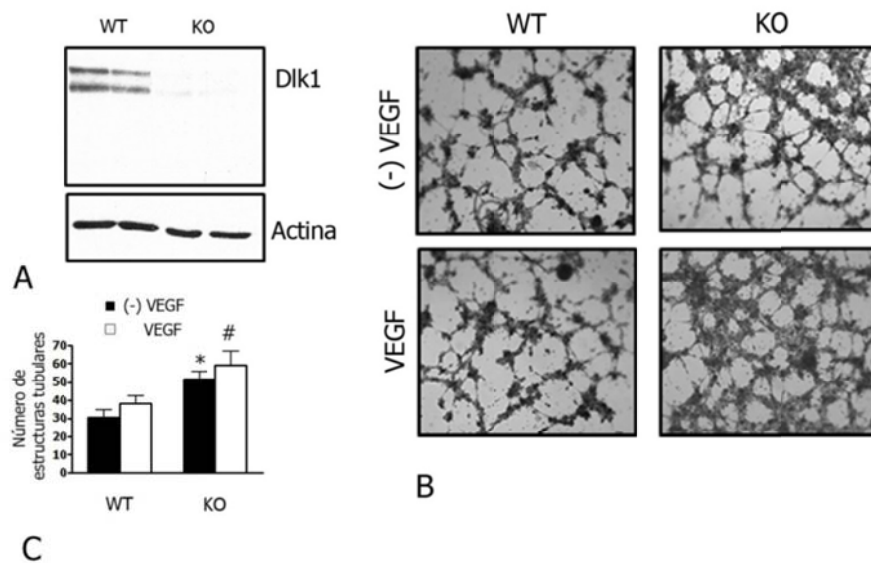 WT KO
Dlk1
Actina
A
(-) VEGF
VEGF
Número de
estructuras tubulares
70
60
50
40
30
20
10
0
*
#
WT KO
C
WT KO
(-) VEGF
VEGF
B